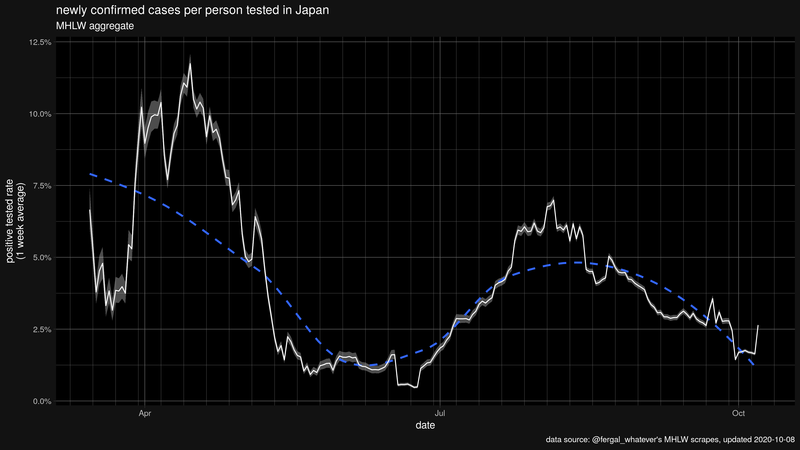 newly confirmed cases per person tested in Japan
MHLW aggregate
12.5%
10.0%
7.5%
5.0%
2.5%
0.0%
positive tested rate
(1 week average)
Apr
Jul
Oct
date
data source: @fergal_whatever's MHLW scrapes, updated 2020-10-08